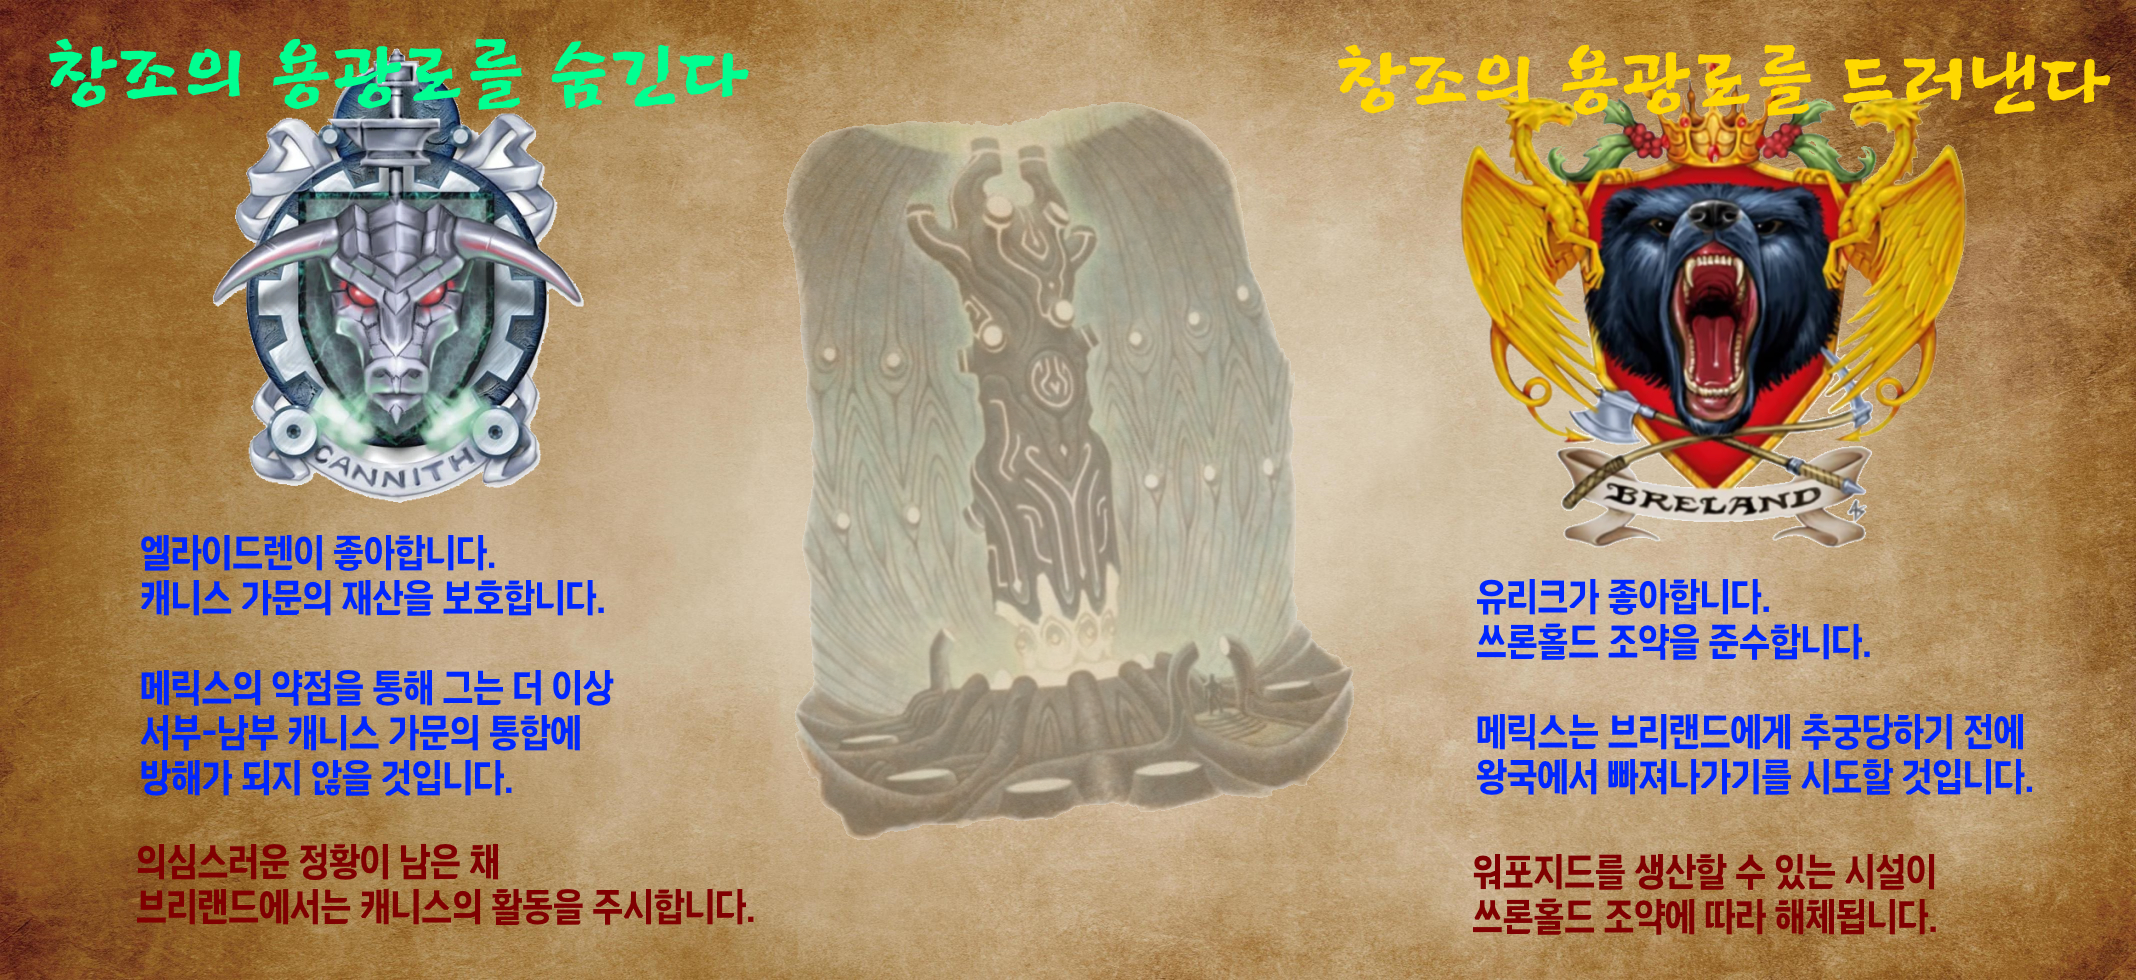 창조의 용광로를 숨긴다
CANNITH
엘라이드렌이 좋아합니다.
캐니스 가문의 재산을 보호합니다.
메릭스의 약점을 통해 그는 더 이상
서부-남부 캐니스 가문의 통합에
방해가 되지 않을 것입니다.
의심스러운 정황이 남은 채
브리랜드에서는 캐니스의 활동을 주시합니다.
창조의 용광로를 드러낸다
BRELAND
유리크가 좋아합니다.
쓰론홀드 조약을 준수합니다.
메릭스는 브리랜드에게 추궁당하기 전에
왕국에서 빠져나가기를 시도할 것입니다.
워포지드를 생산할 수 있는 시설이
쓰론홀드 조약에 따라 해체됩니다.